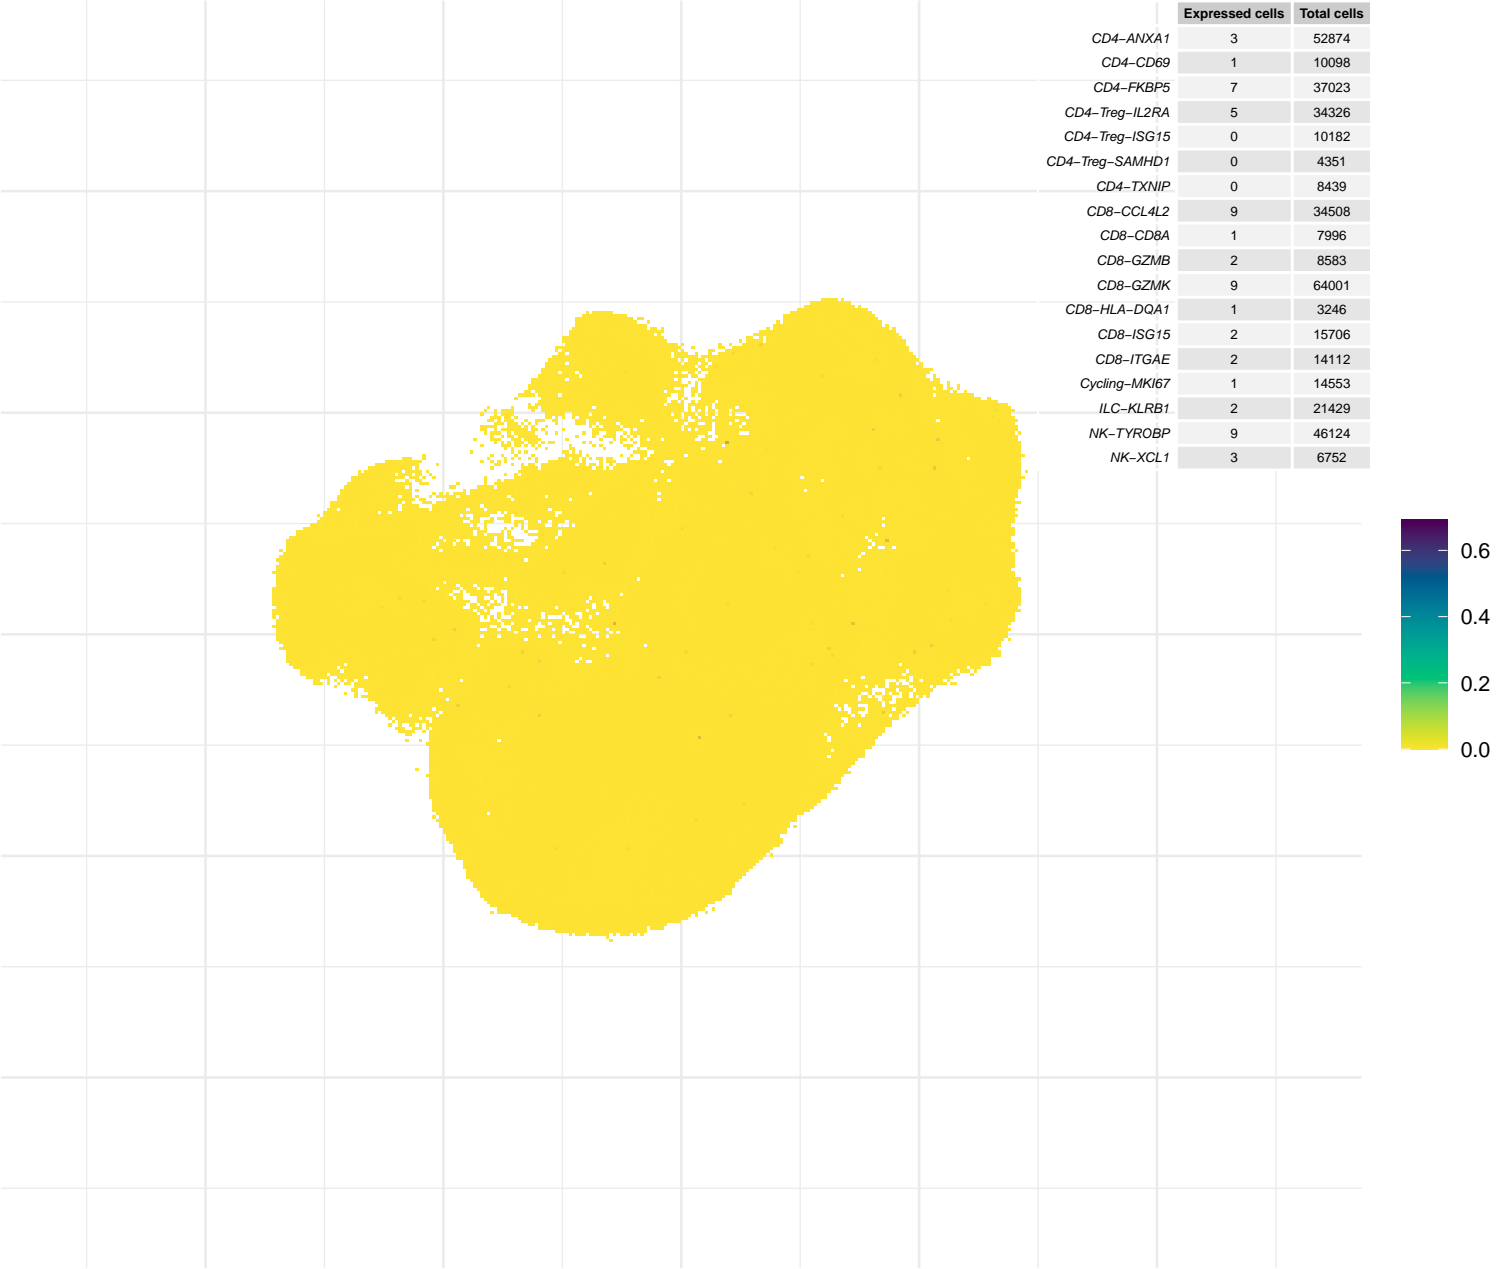 Expressed cells Total cells
CD4−ANXA1 3 52874
CD4−CD69 1 10098
CD4−FKBP5 7 37023
CD4−Treg−IL2RA 5 34326
CD4−Treg−ISG15 0 10182
CD4−Treg−SAMHD1 0 4351
CD4−TXNIP 0 8439
CD8−CCL4L2 9 34508
CD8−CD8A 1 7996
CD8−GZMB 2 8583
CD8−GZMK 9 64001
CD8−HLA−DQA1 1 3246
CD8−ISG15 2 15706
CD8−ITGAE 2 14112
Cycling−MKI67 1 14553
ILC−KLRB1 2 21429
NK−TYROBP 9 46124
NK−XCL1 3 6752
0.6
0.4
0.2
0.0